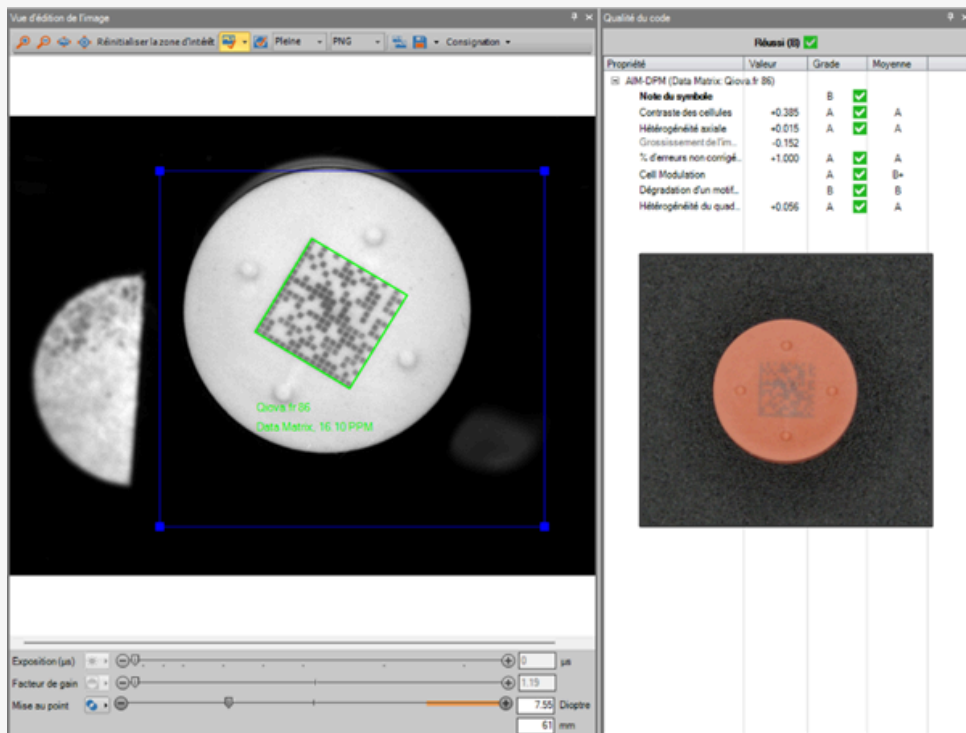 Vue d'édition de l'image
Réinitialiser la zone d'intérêt Pleine PNG Consignation
Qiova.fr 86
Data Matrix, 16.10 PPM
Exposition (µs) 0 µs
Facteur de gain 1.19
Mise au point 7.55 Dioptre
61 mm
Qualité du code
Réussi (B)
Propriété Valeur Grade Moyenne
AIM-DPM (Data Matrix: Qiova.fr 86)
Note du symbole B
Contraste des cellules +0.385 A A
Hétérogénéité axiale +0.015 A A
Grossissement de l'im... -0.152
% d'erreurs non corrigé... +1.000 A A
Cell Modulation A B+
Dégradation d'un motif... B B
Hétérogénéité du quad... +0.056 A A